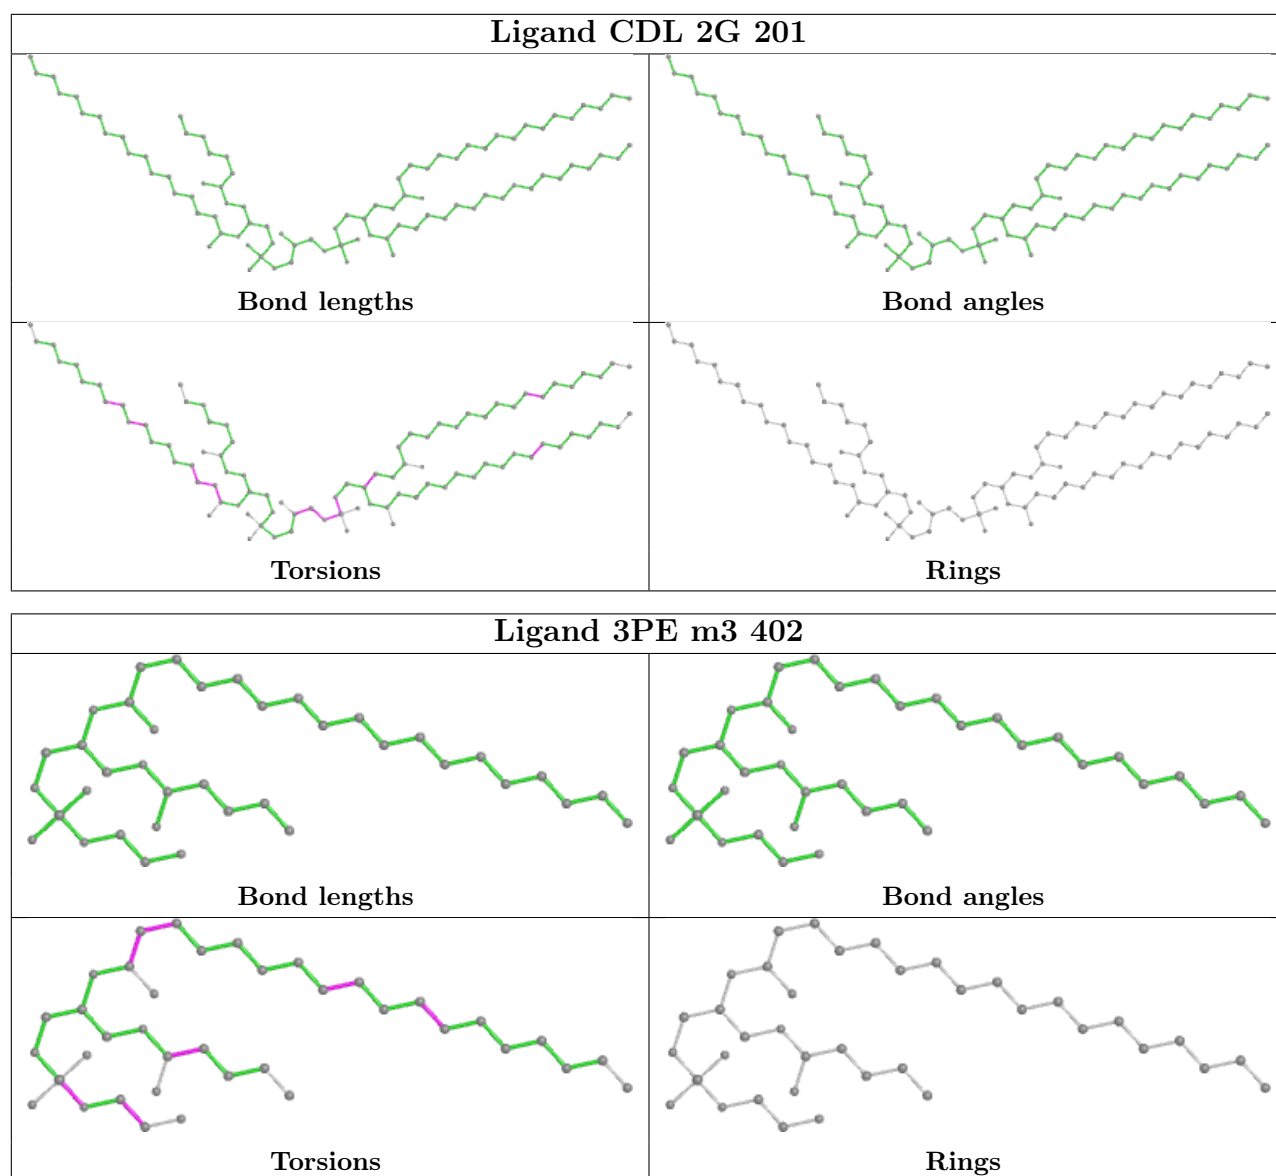 Ligand CDL 2G 201
Bond lengths
Bond angles
Torsions
Rings
Ligand 3PE m3 402
Bond lengths
Bond angles
Torsions
Rings